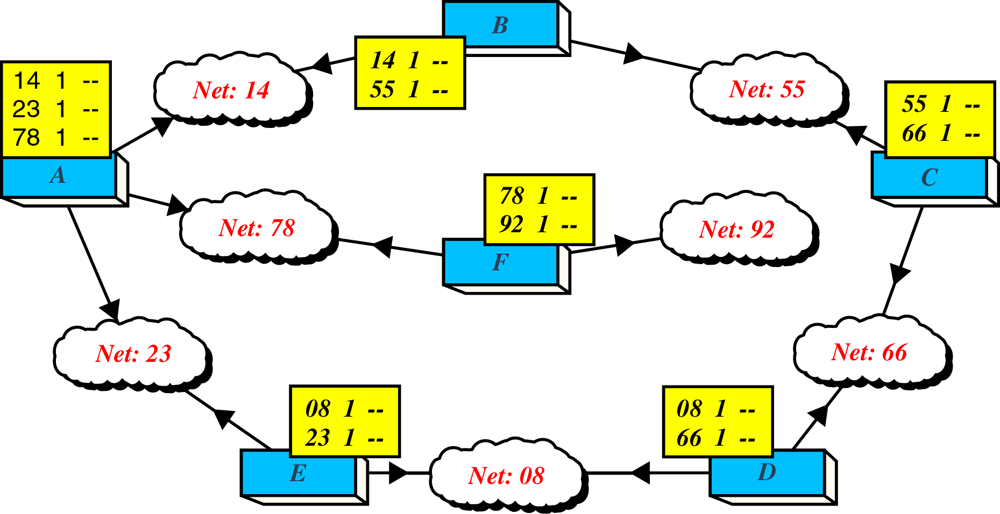 B
14 1 --
55 1 --
14 1 --
23 1 --
78 1 --
A
Net: 14
Net: 55
55 1 --
66 1 --
C
Net: 78
78 1 --
92 1 --
F
Net: 92
Net: 23
Net: 66
08 1 --
23 1 --
E
Net: 08
08 1 --
66 1 --
D